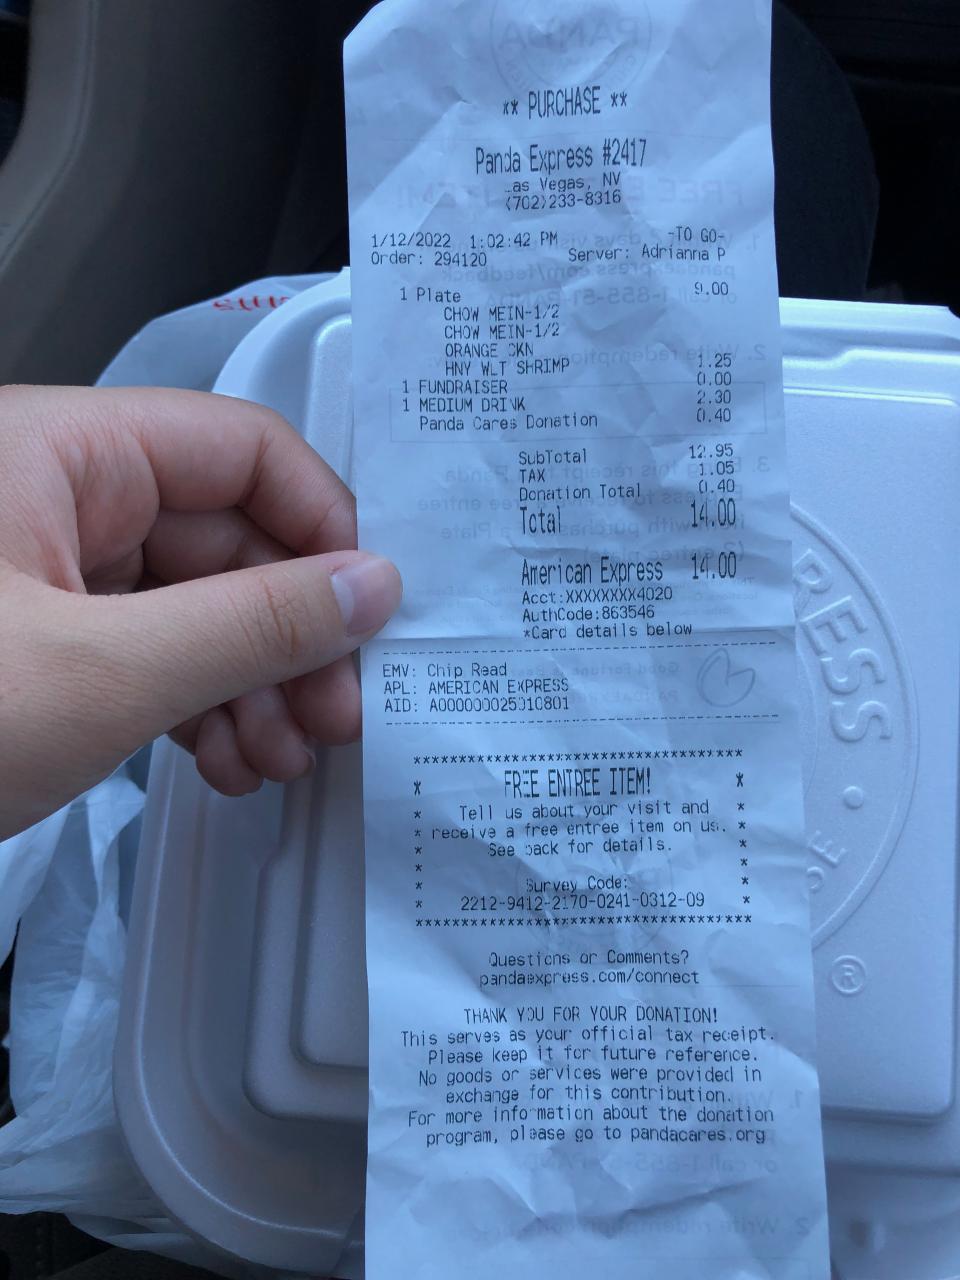 ** PURCHASE **
Panda Express #2417
as Vegas, NV
(702)233-8316
1/12/2022 1:02:42 PM -TO GO-
Order: 294120 Server: Adrianna P
1 Plate 9.00
CHOW MEIN-1/2
CHOW MEIN-1/2
ORANGE CKN
HNY WLT SHRIMP 1.25
1 FUNDRAISER 0.00
1 MEDIUM DRINK 2.30
Panda Cares Donation 0.40
SubTotal 12.95
TAX 1.05
Donation Total 0.40
Total 14.00
American Express 14.00
Acct:XXXXXXXX4020
AuthCode:863546
*Card details below
EMV: Chip Read
APL: AMERICAN EXPRESS
AID: A000000025010801
***********************************
* FREE ENTREE ITEM! *
* Tell us about your visit and *
* receive a free entree item on us. *
* See back for details. *
* *
* Survey Code: *
* 2212-9412-2170-0241-0312-09 *
***********************************
Questions or Comments?
pandaexpress.com/connect
THANK YOU FOR YOUR DONATION!
This serves as your official tax receipt.
Please keep it for future reference.
No goods or services were provided in
exchange for this contribution.
For more information about the donation
program, please go to pandacares.org
RESS
®